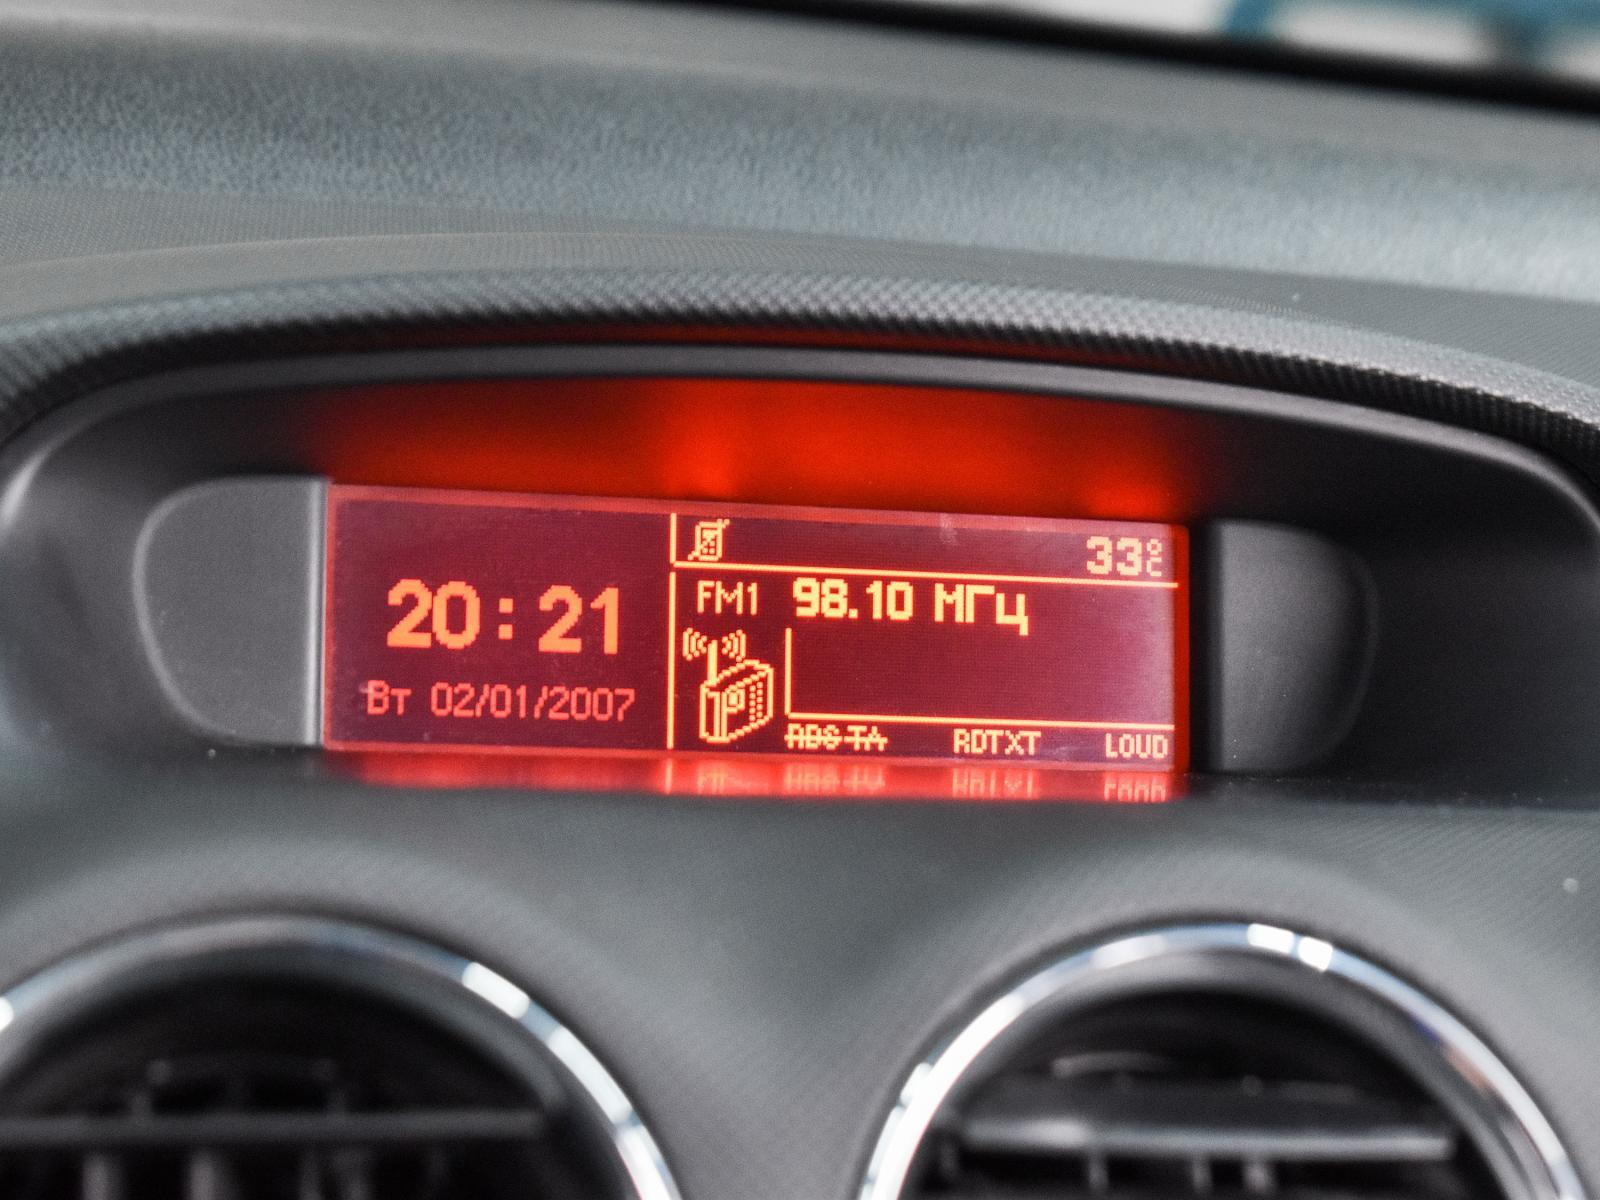 33°C
20:21
FM1 98.10 МГц
Вт 02/01/2007
RDS TA RDTXT LOUD